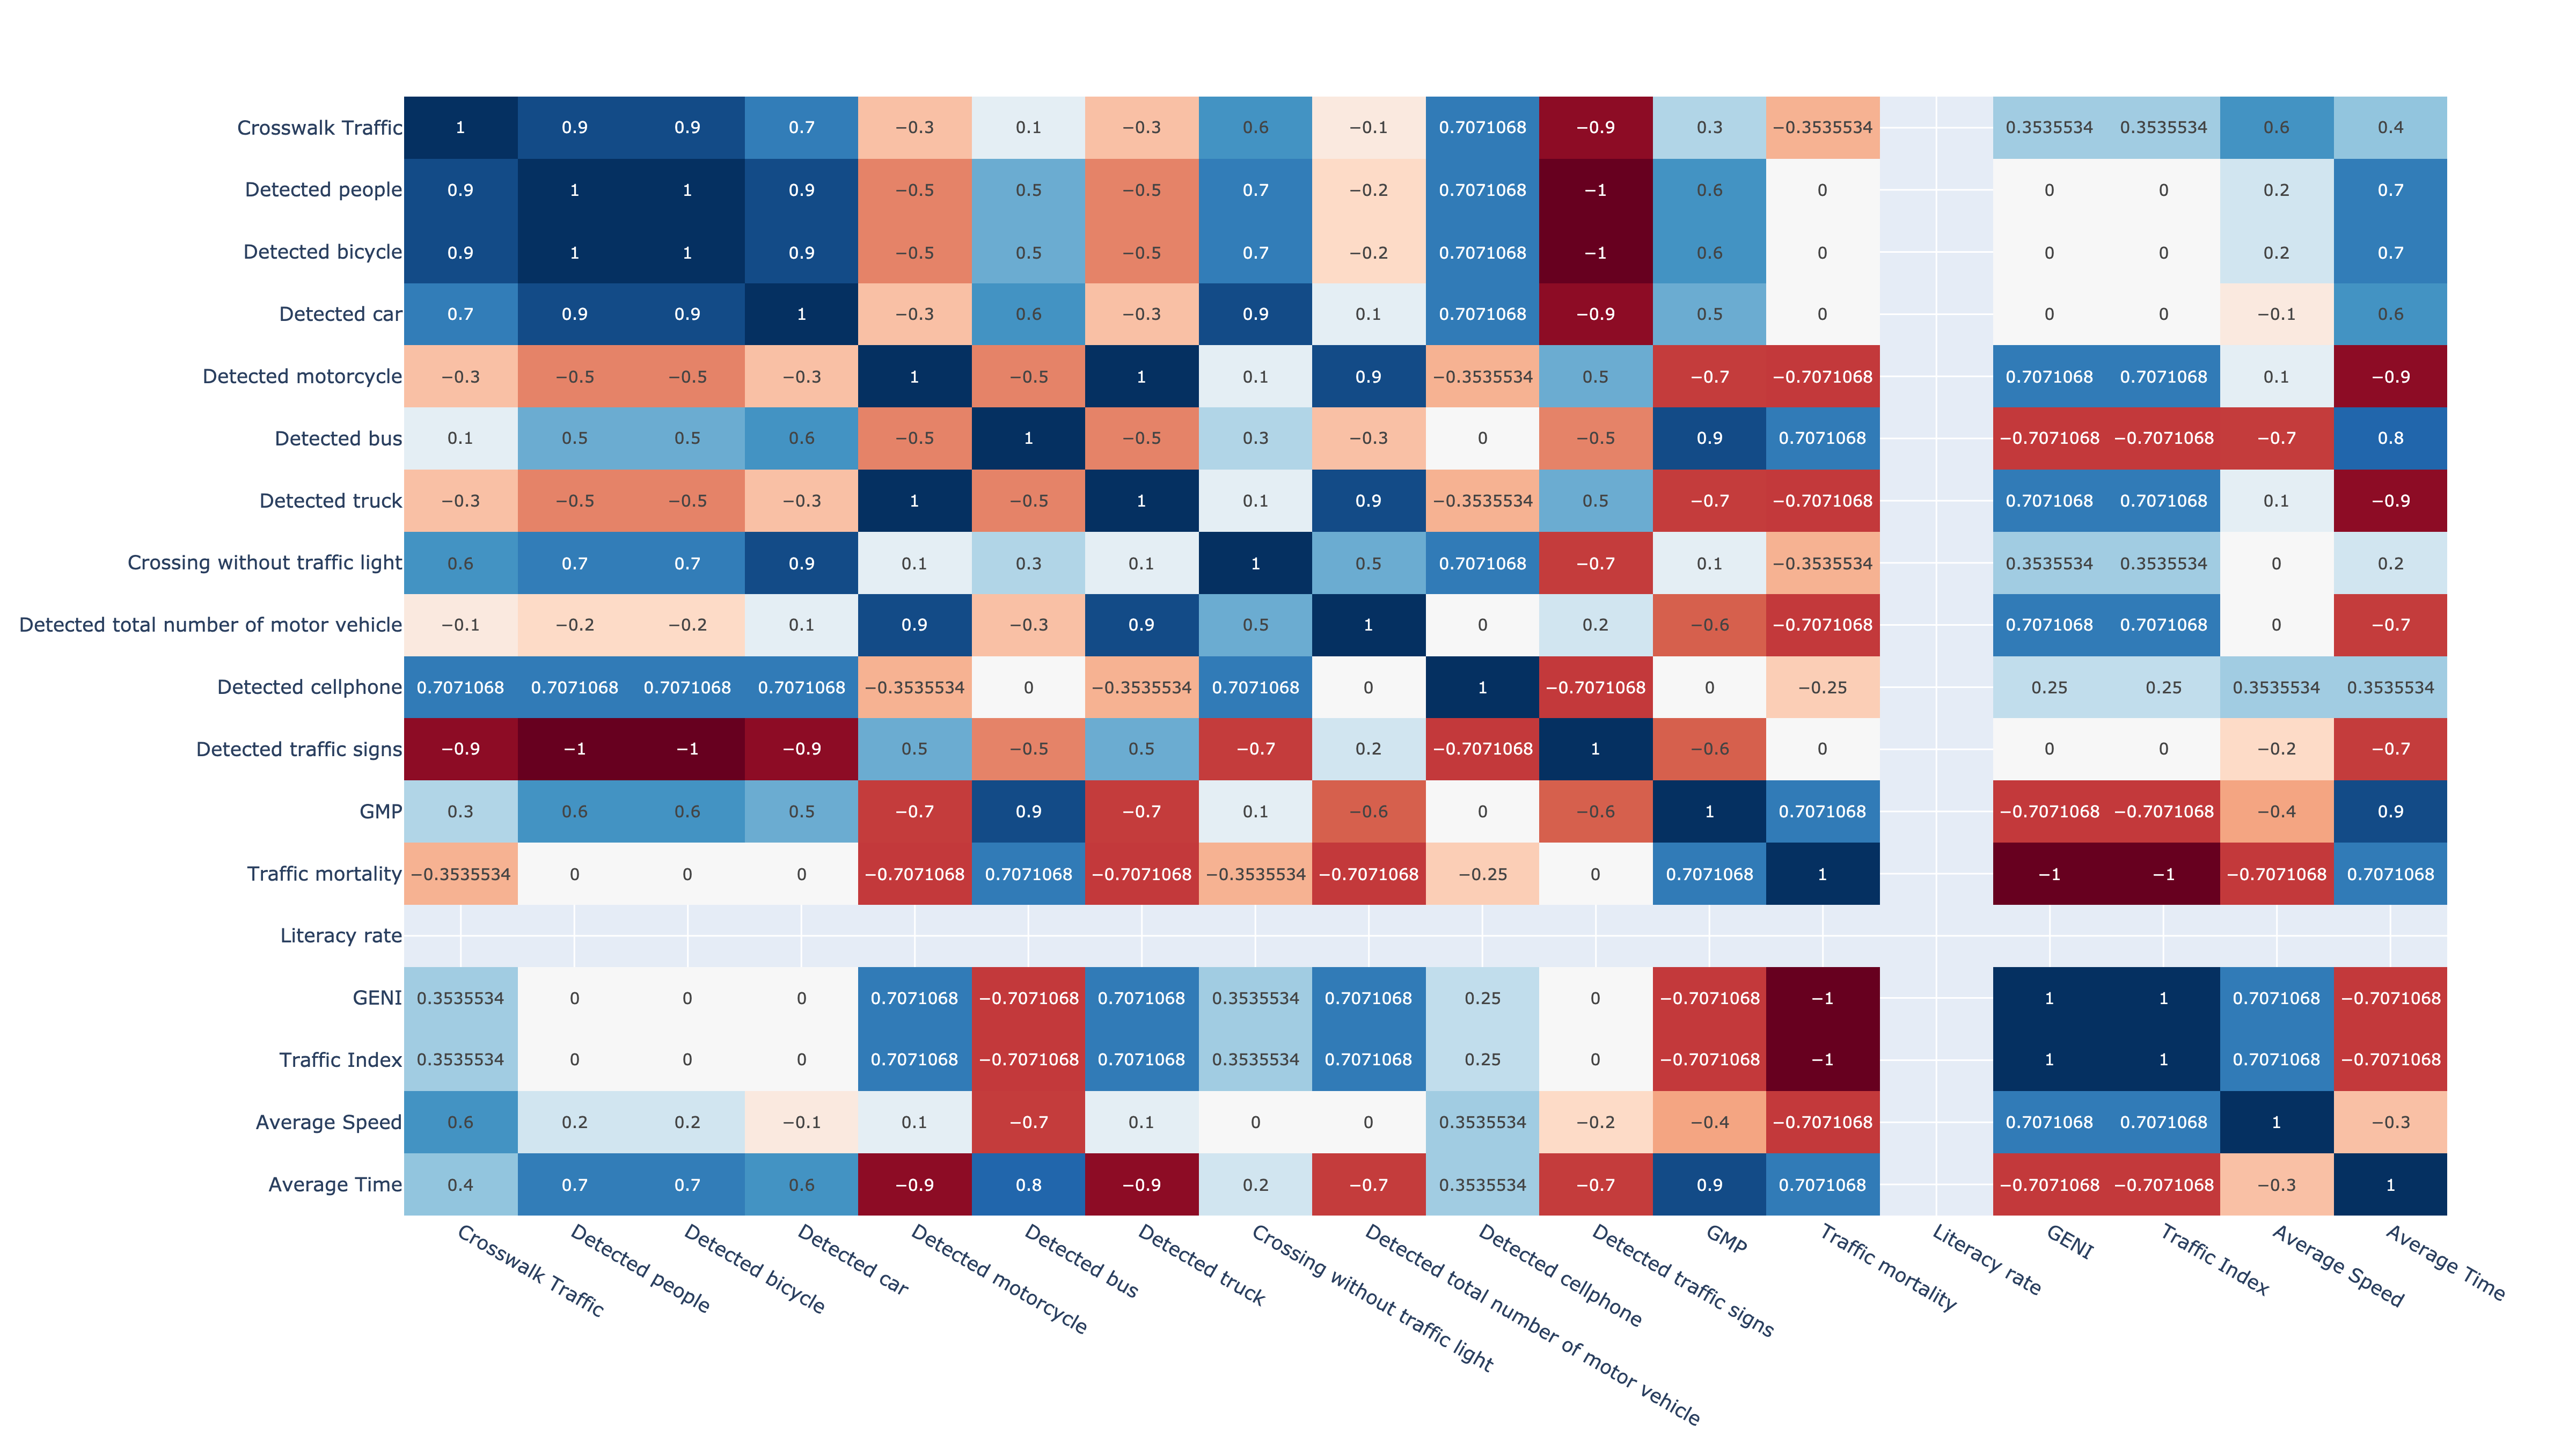 Crosswalk Traffic 1 0.9 0.9 0.7 −0.3 0.1 −0.3 0.6 −0.1 0.7071068 −0.9 0.3 −0.3535534 0.3535534 0.3535534 0.6 0.4
Detected people 0.9 1 1 0.9 −0.5 0.5 −0.5 0.7 −0.2 0.7071068 −1 0.6 0 0 0 0.2 0.7
Detected bicycle 0.9 1 1 0.9 −0.5 0.5 −0.5 0.7 −0.2 0.7071068 −1 0.6 0 0 0 0.2 0.7
Detected car 0.7 0.9 0.9 1 −0.3 0.6 −0.3 0.9 0.1 0.7071068 −0.9 0.5 0 0 0 −0.1 0.6
Detected motorcycle −0.3 −0.5 −0.5 −0.3 1 −0.5 1 0.1 0.9 −0.3535534 0.5 −0.7 −0.7071068 0.7071068 0.7071068 0.1 −0.9
Detected bus 0.1 0.5 0.5 0.6 −0.5 1 −0.5 0.3 −0.3 0 −0.5 0.9 0.7071068 −0.7071068 −0.7071068 −0.7 0.8
Detected truck −0.3 −0.5 −0.5 −0.3 1 −0.5 1 0.1 0.9 −0.3535534 0.5 −0.7 −0.7071068 0.7071068 0.7071068 0.1 −0.9
Crossing without traffic light 0.6 0.7 0.7 0.9 0.1 0.3 0.1 1 0.5 0.7071068 −0.7 0.1 −0.3535534 0.3535534 0.3535534 0 0.2
Detected total number of motor vehicle −0.1 −0.2 −0.2 0.1 0.9 −0.3 0.9 0.5 1 0 0.2 −0.6 −0.7071068 0.7071068 0.7071068 0 −0.7
Detected cellphone 0.7071068 0.7071068 0.7071068 0.7071068 −0.3535534 0 −0.3535534 0.7071068 0 1 −0.7071068 0 −0.25 0.25 0.25 0.3535534 0.3535534
Detected traffic signs −0.9 −1 −1 −0.9 0.5 −0.5 0.5 −0.7 0.2 −0.7071068 1 −0.6 0 0 0 −0.2 −0.7
GMP 0.3 0.6 0.6 0.5 −0.7 0.9 −0.7 0.1 −0.6 0 −0.6 1 0.7071068 −0.7071068 −0.7071068 −0.4 0.9
Traffic mortality −0.3535534 0 0 0 −0.7071068 0.7071068 −0.7071068 −0.3535534 −0.7071068 −0.25 0 0.7071068 1 −1 −1 −0.7071068 0.7071068
Literacy rate
GENI 0.3535534 0 0 0 0.7071068 −0.7071068 0.7071068 0.3535534 0.7071068 0.25 0 −0.7071068 −1 1 1 0.7071068 −0.7071068
Traffic Index 0.3535534 0 0 0 0.7071068 −0.7071068 0.7071068 0.3535534 0.7071068 0.25 0 −0.7071068 −1 1 1 0.7071068 −0.7071068
Average Speed 0.6 0.2 0.2 −0.1 0.1 −0.7 0.1 0 0 0.3535534 −0.2 −0.4 −0.7071068 0.7071068 0.7071068 1 −0.3
Average Time 0.4 0.7 0.7 0.6 −0.9 0.8 −0.9 0.2 −0.7 0.3535534 −0.7 0.9 0.7071068 −0.7071068 −0.7071068 −0.3 1
Crosswalk Traffic
Detected people
Detected bicycle
Detected car
Detected motorcycle
Detected bus
Detected truck
Crossing without traffic light
Detected total number of motor vehicle
Detected cellphone
Detected traffic signs
GMP
Traffic mortality
Literacy rate
GENI
Traffic Index
Average Speed
Average Time